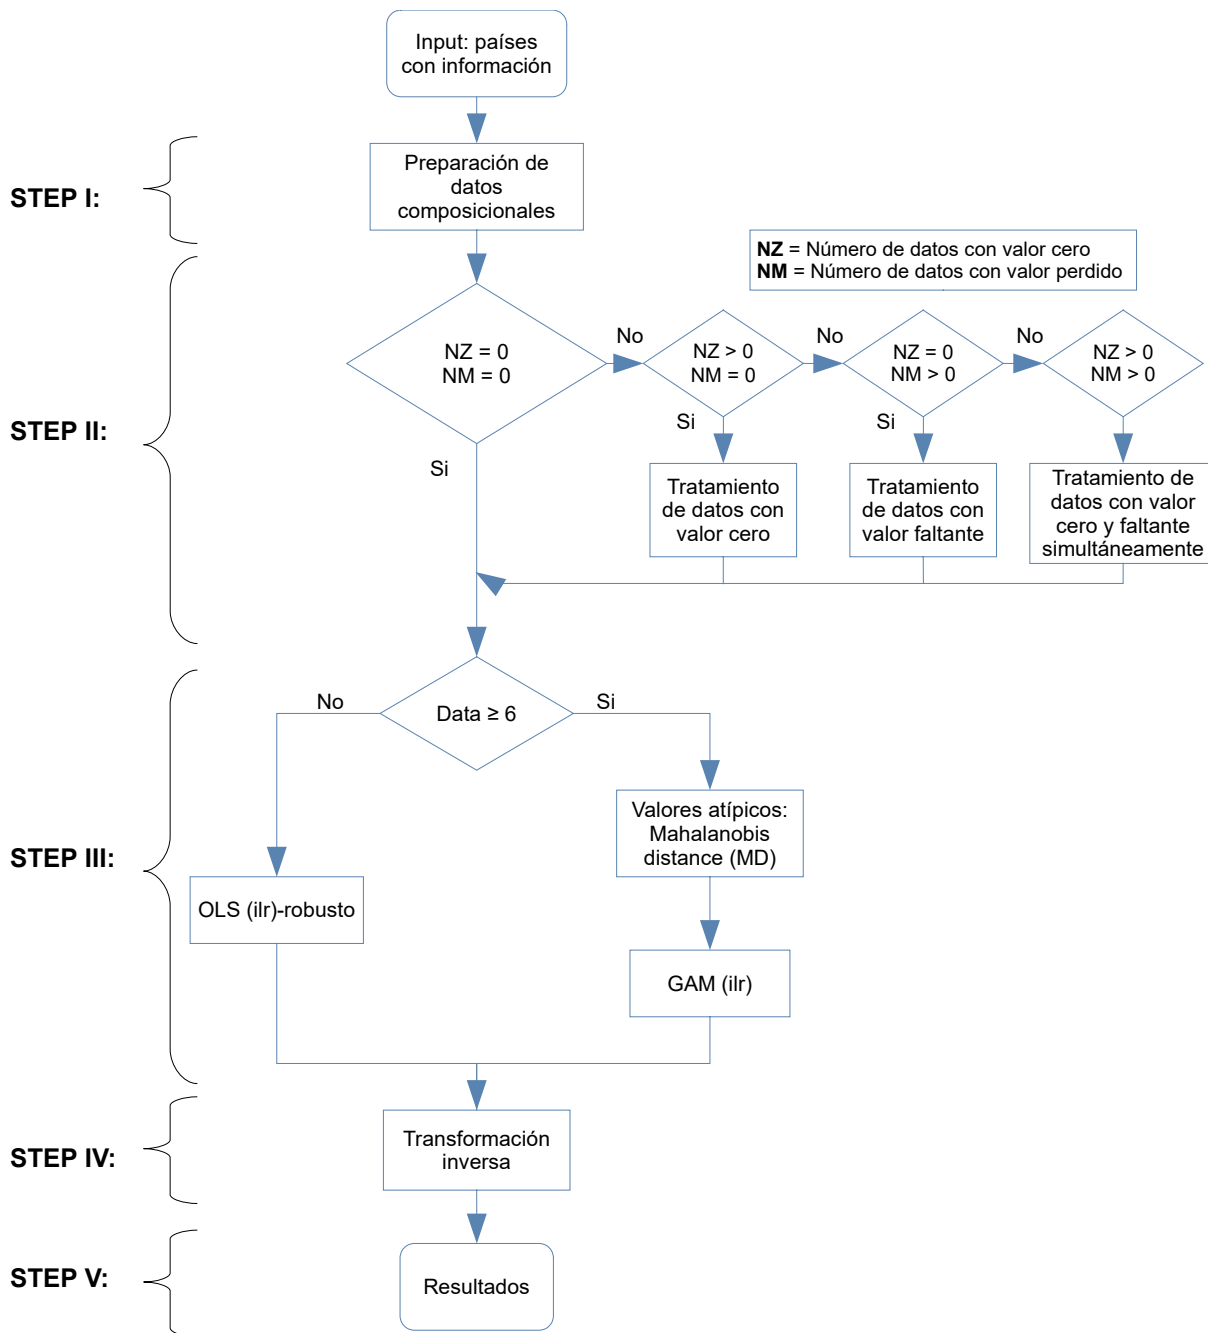 Input: países
con información
STEP I:
Preparación de
datos
composicionales
NZ = Número de datos con valor cero
NM = Número de datos con valor perdido
STEP II:
NZ = 0
NM = 0
No
NZ > 0
NM = 0
No
NZ = 0
NM > 0
No
NZ > 0
NM > 0
Si
Si
Si
Tratamiento
de datos con
valor cero
Tratamiento
de datos con
valor faltante
Tratamiento de
datos con valor
cero y faltante
simultáneamente
STEP III:
No
Data ≥ 6
Si
Valores atípicos:
Mahalanobis
distance (MD)
OLS (ilr)-robusto
GAM (ilr)
STEP IV:
Transformación
inversa
STEP V:
Resultados